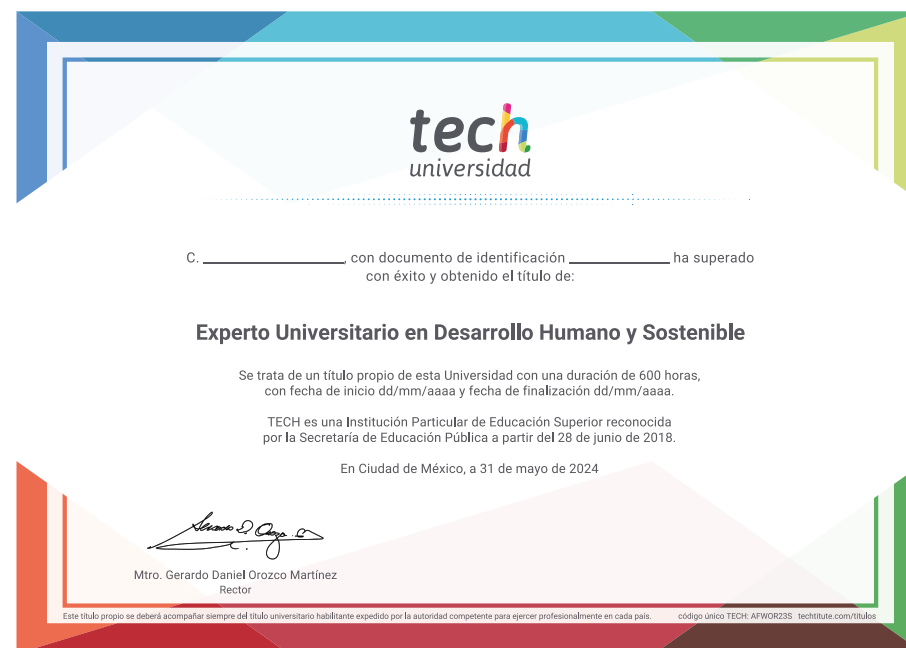 tech
universidad
C. ____________________, con documento de identificación ______________ ha superado
con éxito y obtenido el título de:
Experto Universitario en Desarrollo Humano y Sostenible
Se trata de un título propio de esta Universidad con una duración de 600 horas,
con fecha de inicio dd/mm/aaaa y fecha de finalización dd/mm/aaaa.
TECH es una Institución Particular de Educación Superior reconocida
por la Secretaría de Educación Pública a partir del 28 de junio de 2018.
En Ciudad de México, a 31 de mayo de 2024
Mtro. Gerardo Daniel Orozco Martínez
Rector
Este título propio se deberá acompañar siempre del título universitario habilitante expedido por la autoridad competente para ejercer profesionalmente en cada país. código único TECH: AFWOR23S techtitute.com/titulos